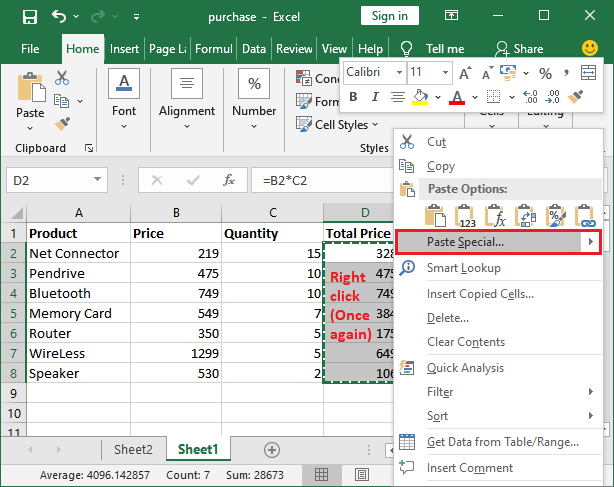 purchase - Excel
Sign in
File Home Insert Page La Formul Data Review View Help Tell me Share
Calibri 11 A A %
B I A
Paste Font Alignment Number Con
Form
Cell Styles
Clipboard Styles Cells Editing
D2 fx =B2*C2
A B C D
1 Product Price Quantity Total Price
2 Net Connector 219 15 328
3 Pendrive 475 10 475
4 Bluetooth 749 10 749
5 Memory Card 549 7 384
6 Router 350 5 175
7 WireLess 1299 5 649
8 Speaker 530 2 106
9
10
11
Right
click
(Once
again)
Cut
Copy
Paste Options:
123 fx %
Paste Special...
Smart Lookup
Insert Copied Cells...
Delete...
Clear Contents
Quick Analysis
Filter
Sort
Get Data from Table/Range...
Insert Comment
Sheet2 Sheet1
Average: 4096.142857 Count: 7 Sum: 28673